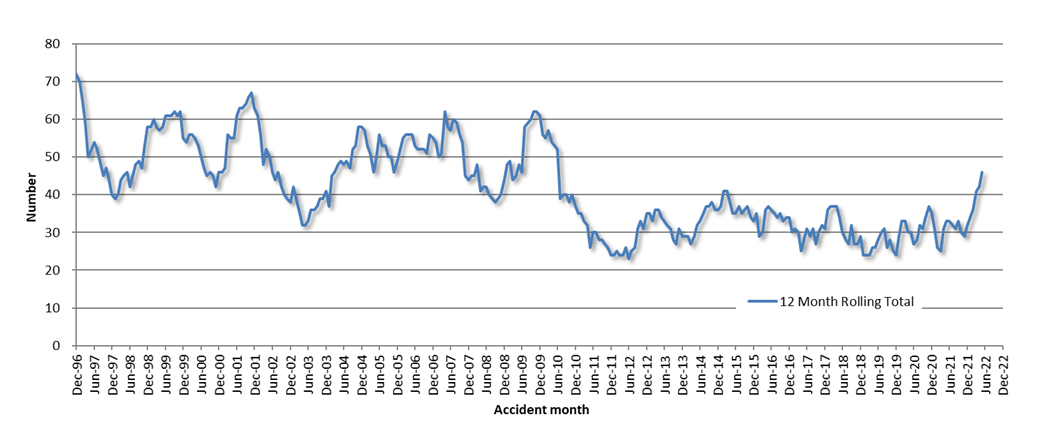 80
70
60
50
40
30
20
10
0
Number
Dec-96
Jun-97
Dec-97
Jun-98
Dec-98
Jun-99
Dec-99
Jun-00
Dec-00
Jun-01
Dec-01
Jun-02
Dec-02
Jun-03
Dec-03
Jun-04
Dec-04
Jun-05
Dec-05
Jun-06
Dec-06
Jun-07
Dec-07
Jun-08
Dec-08
Jun-09
Dec-09
Jun-10
Dec-10
Jun-11
Dec-11
Jun-12
Dec-12
Jun-13
Dec-13
Jun-14
Dec-14
Jun-15
Dec-15
Jun-16
Dec-16
Jun-17
Dec-17
Jun-18
Dec-18
Jun-19
Dec-19
Jun-20
Dec-20
Jun-21
Dec-21
Jun-22
Dec-22
12 Month Rolling Total
Accident month